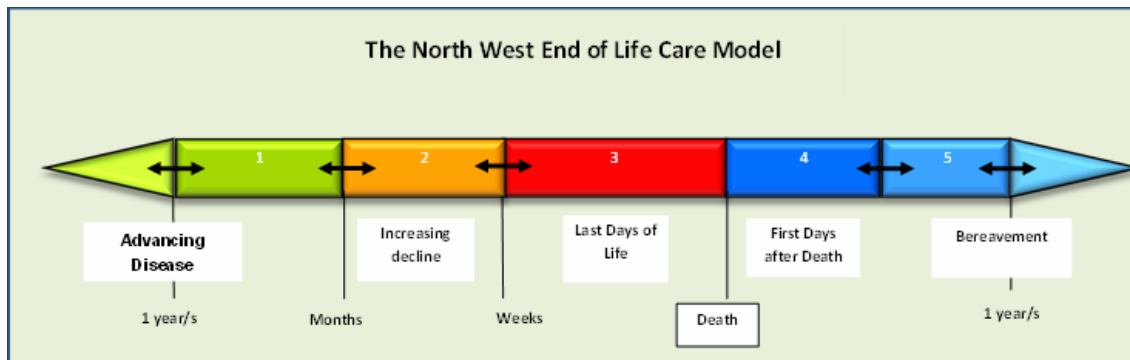 The North West End of Life Care Model
1
2
3
4
5
Advancing
Disease
Increasing
decline
Last Days of
Life
First Days
after Death
Bereavement
1 year/s
Months
Weeks
Death
1 year/s